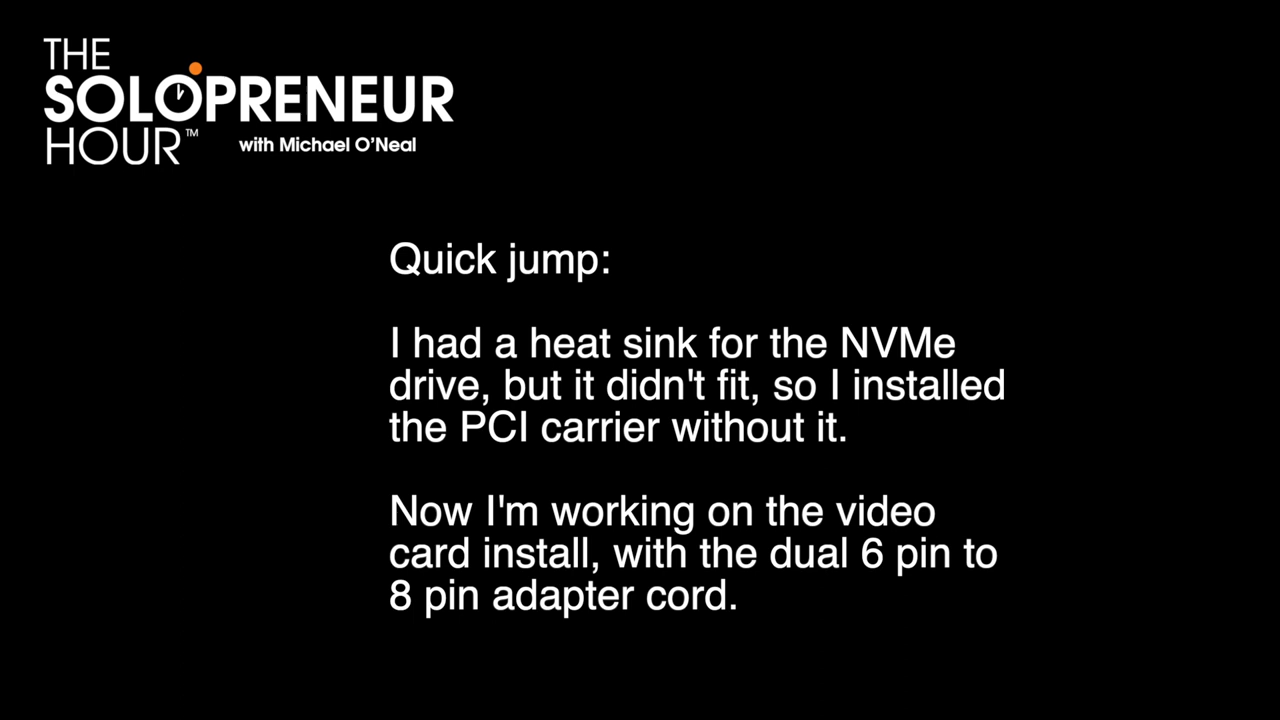 THE
SOLOPRENEUR
HOUR™ with Michael O'Neal
Quick jump:
I had a heat sink for the NVMe
drive, but it didn't fit, so I installed
the PCI carrier without it.
Now I'm working on the video
card install, with the dual 6 pin to
8 pin adapter cord.